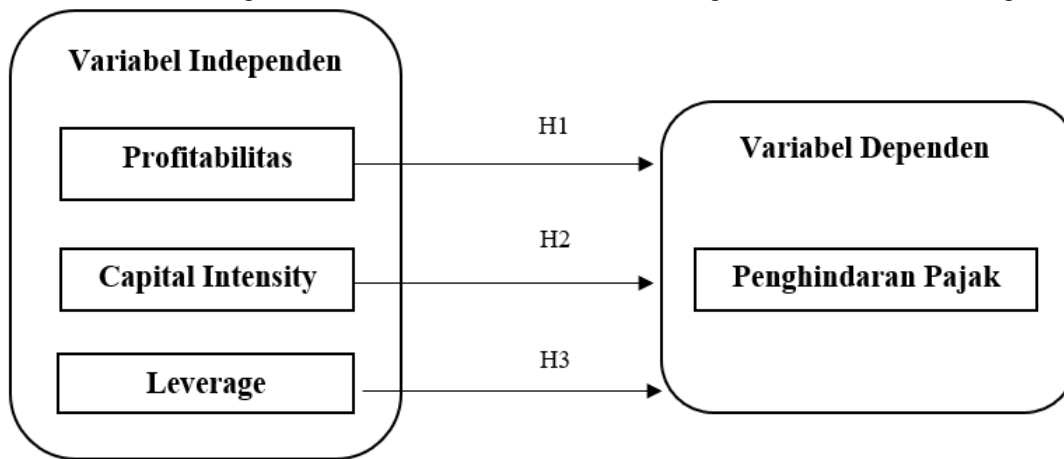 Variabel Independen
Profitabilitas
Capital Intensity
Leverage
H1
H2
H3
Variabel Dependen
Penghindaran Pajak